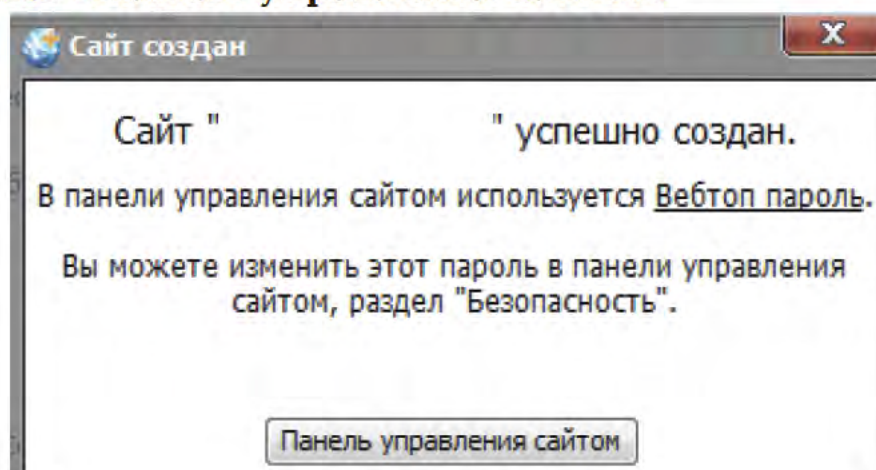 Сайт создан
Сайт " " успешно создан.
В панели управления сайтом используется Вебтоп пароль.
Вы можете изменить этот пароль в панели управления
сайтом, раздел "Безопасность".
Панель управления сайтом